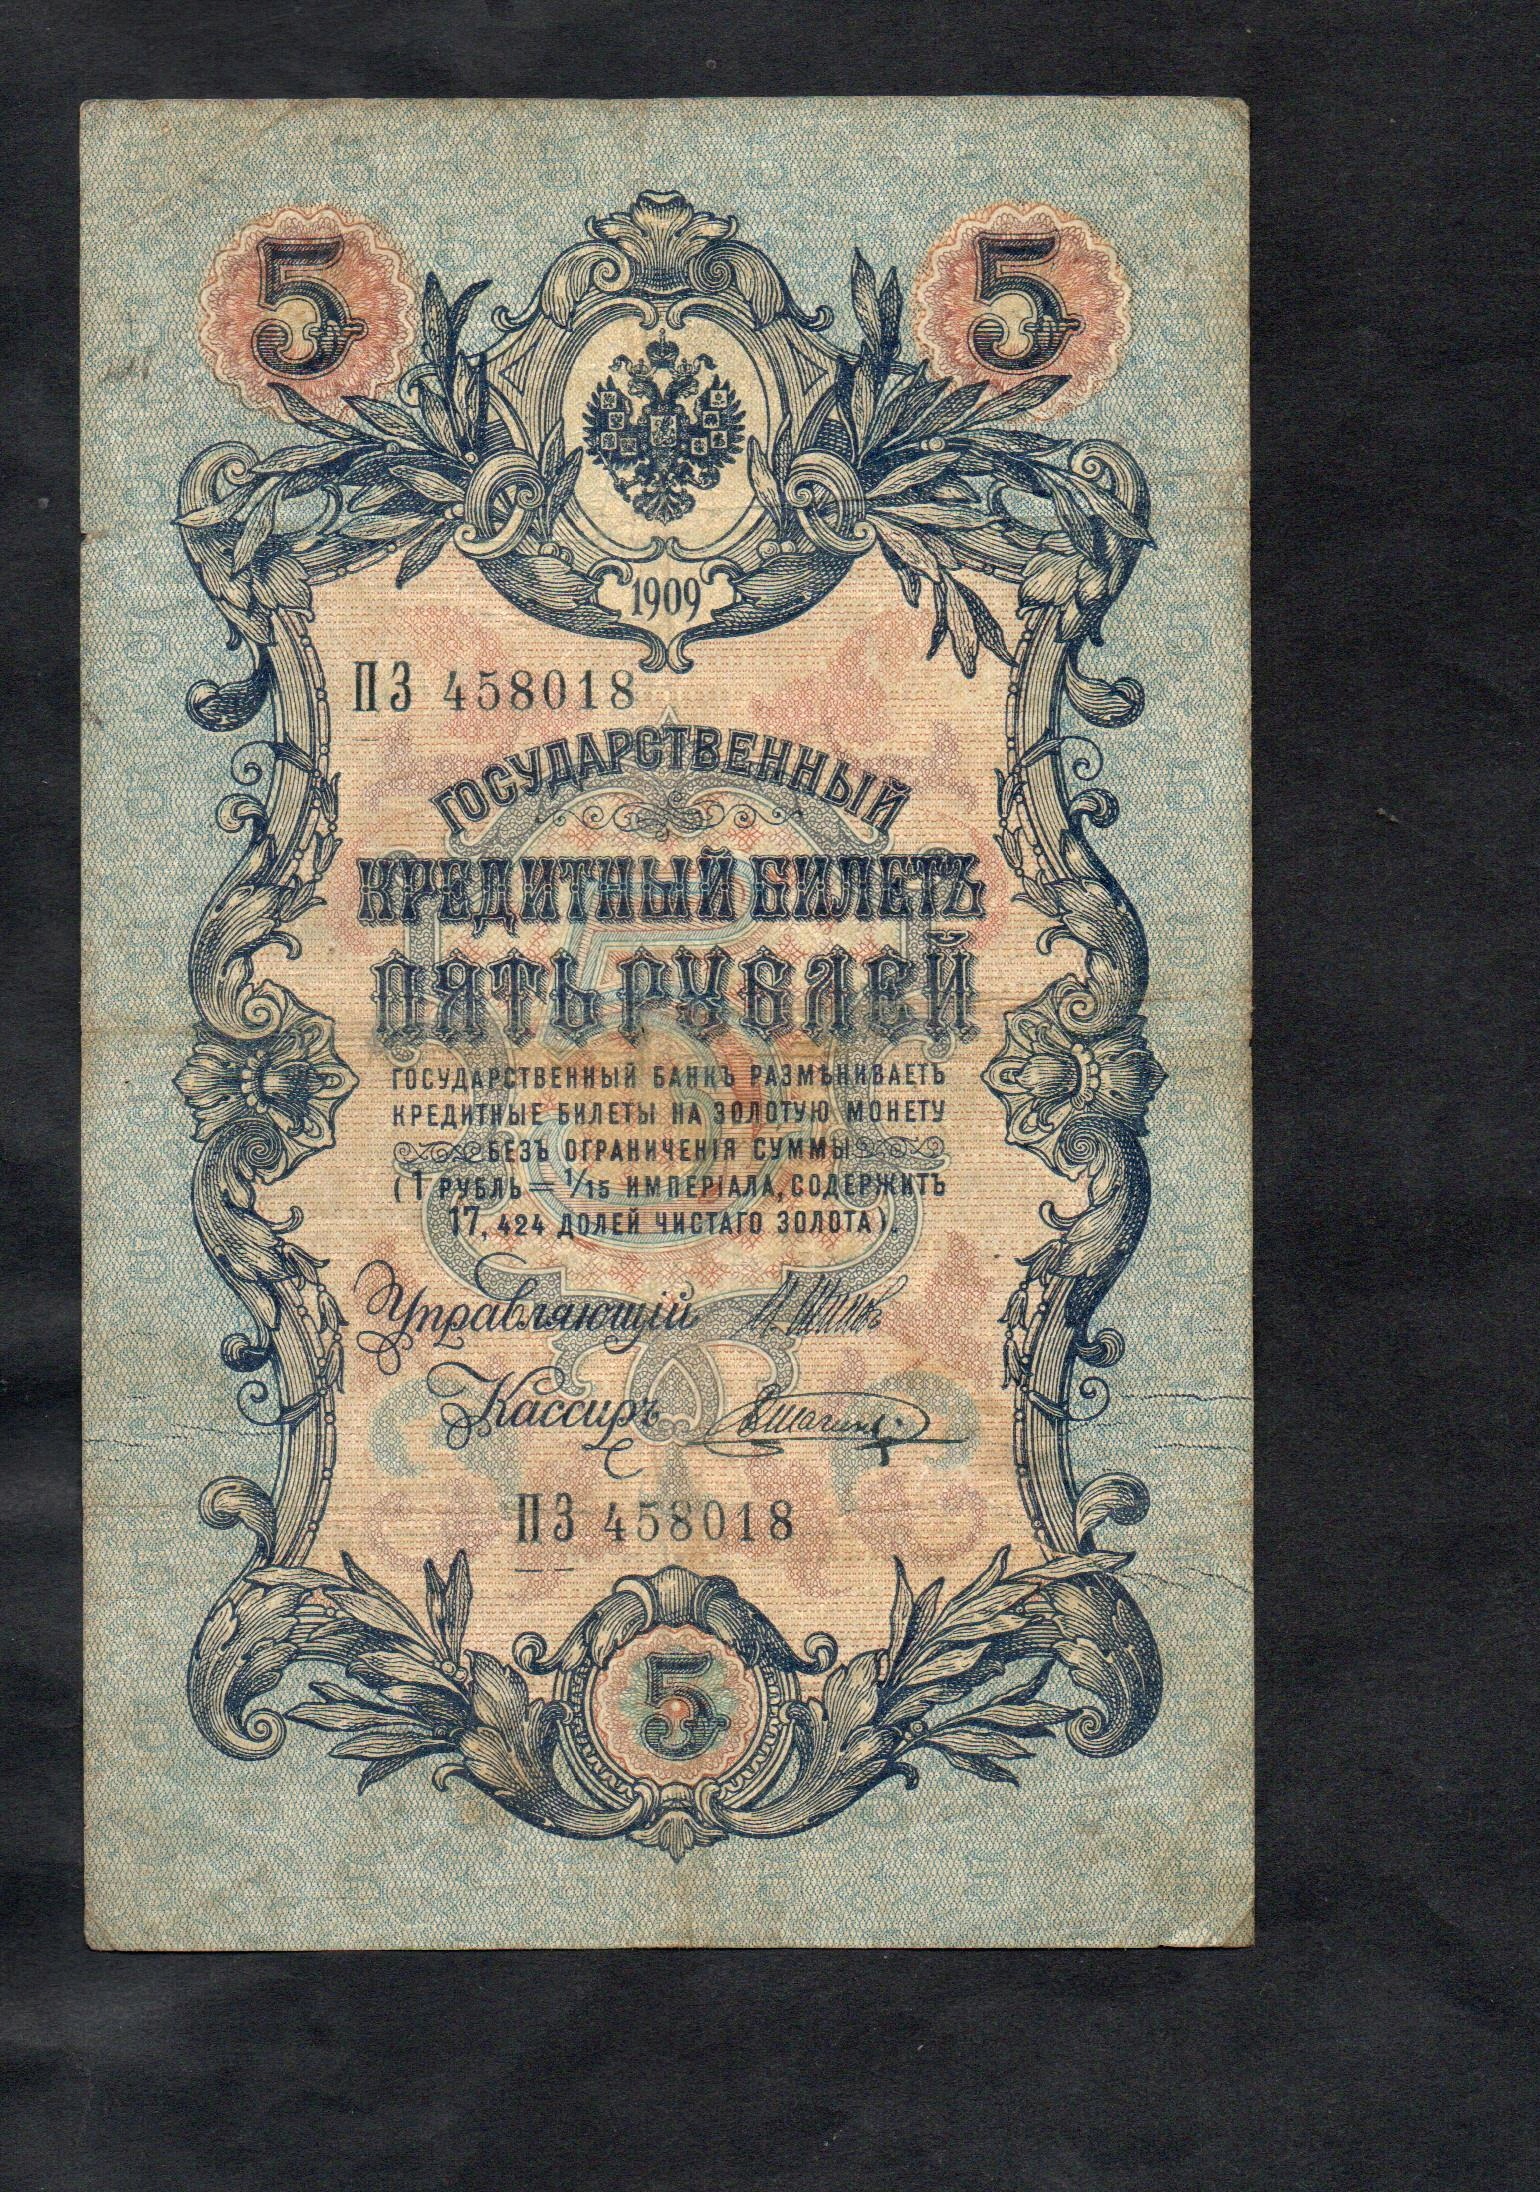 5 5
1909
ПЗ 458018
ГОСУДАРСТВЕННЫЙ
КРЕДИТНЫЙ БИЛЕТЪ
ПЯТЬ РУБЛЕЙ
ГОСУДАРСТВЕННЫЙ БАНКЪ РАЗМѢНИВАЕТЪ
КРЕДИТНЫЕ БИЛЕТЫ НА ЗОЛОТУЮ МОНЕТУ
БЕЗЪ ОГРАНИЧЕНІЯ СУММЫ
(1 РУБЛЬ = 1/15 ИМПЕРІАЛА, СОДЕРЖИТЪ
17,424 ДОЛЕЙ ЧИСТАГО ЗОЛОТА).
Управляющій И. Шиповъ
Кассиръ
ПЗ 458018
5